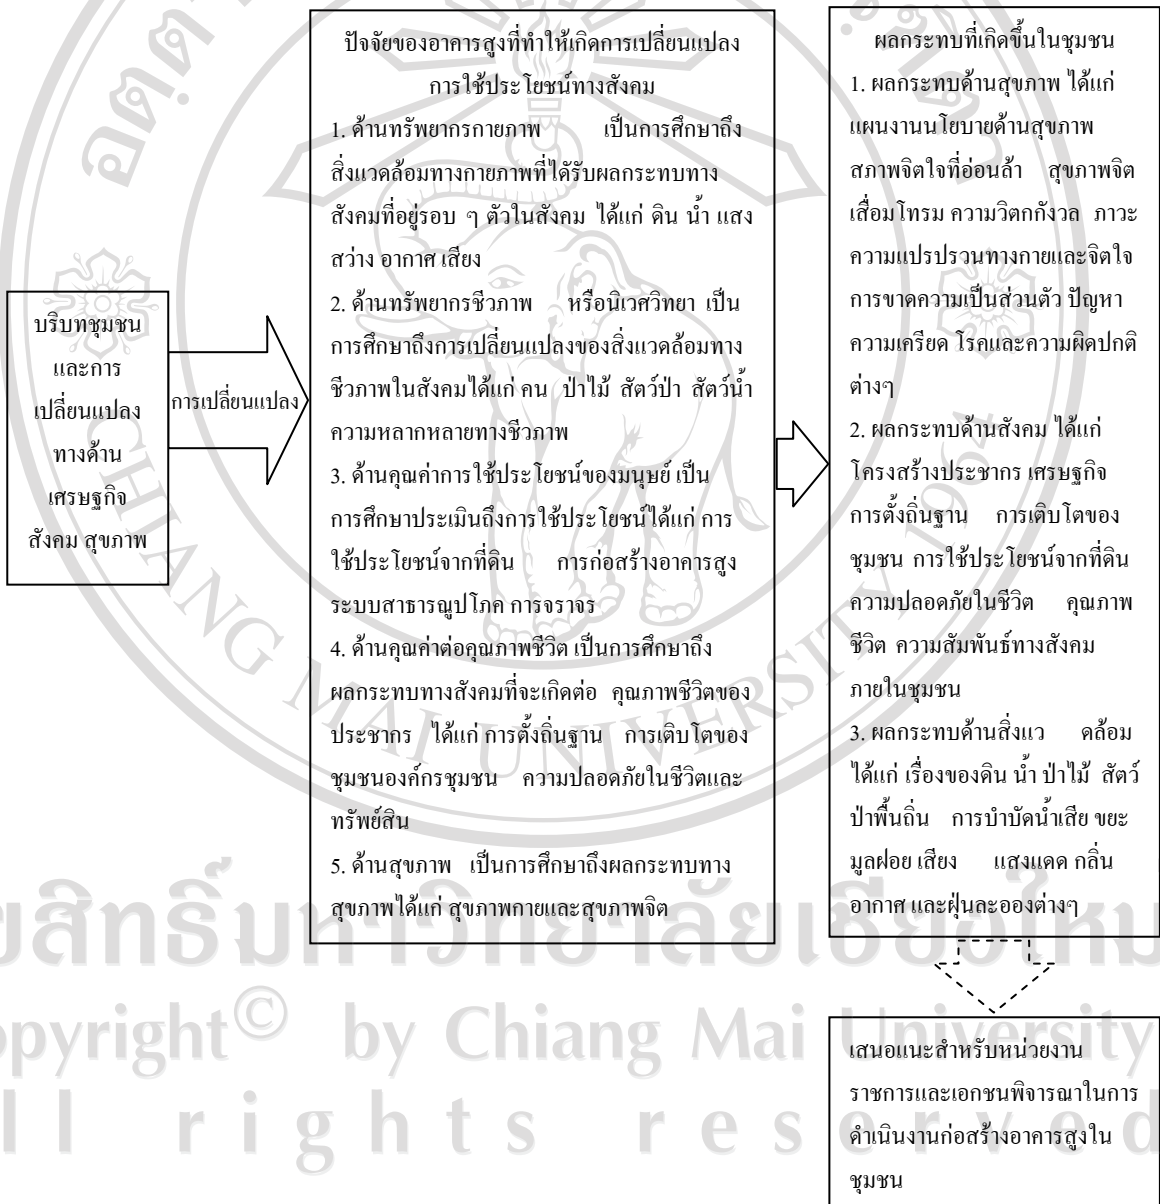 บริบทชุมชน
และการ
เปลี่ยนแปลง
ทางด้าน
เศรษฐกิจ
สังคม สุขภาพ
การเปลี่ยนแปลง
ปัจจัยของอาคารสูงที่ทำให้เกิดการเปลี่ยนแปลง
การใช้ประโยชน์ทางสังคม
1. ด้านทรัพยากรกายภาพ เป็นการศึกษาถึง
สิ่งแวดล้อมทางกายภาพที่ได้รับผลกระทบทาง
สังคมที่อยู่รอบ ๆ ตัวในสังคม ได้แก่ ดิน น้ำ แสง
สว่าง อากาศ เสียง
2. ด้านทรัพยากรชีวภาพ หรือนิเวศวิทยา เป็น
การศึกษาถึงการเปลี่ยนแปลงของสิ่งแวดล้อมทาง
ชีวภาพในสังคมได้แก่ คน ป่าไม้ สัตว์ป่า สัตว์น้ำ
ความหลากหลายทางชีวภาพ
3. ด้านคุณค่าการใช้ประโยชน์ของมนุษย์ เป็น
การศึกษาประเมินถึงการใช้ประโยชน์ได้แก่ การ
ใช้ประโยชน์จากที่ดิน การก่อสร้างอาคารสูง
ระบบสาธารณูปโภค การจราจร
4. ด้านคุณค่าต่อคุณภาพชีวิต เป็นการศึกษาถึง
ผลกระทบทางสังคมที่จะเกิดต่อ คุณภาพชีวิตของ
ประชากร ได้แก่ การตั้งถิ่นฐาน การเติบโตของ
ชุมชนองค์กรชุมชน ความปลอดภัยในชีวิตและ
ทรัพย์สิน
5. ด้านสุขภาพ เป็นการศึกษาถึงผลกระทบทาง
สุขภาพได้แก่ สุขภาพกายและสุขภาพจิต
ผลกระทบที่เกิดขึ้นในชุมชน
1. ผลกระทบด้านสุขภาพ ได้แก่
แผนงานนโยบายด้านสุขภาพ
สภาพจิตใจที่อ่อนล้า สุขภาพจิต
เสื่อมโทรม ความวิตกกังวล ภาวะ
ความแปรปรวนทางกายและจิตใจ
การขาดความเป็นส่วนตัว ปัญหา
ความเครียด โรคและความผิดปกติ
ต่างๆ
2. ผลกระทบด้านสังคม ได้แก่
โครงสร้างประชากร เศรษฐกิจ
การตั้งถิ่นฐาน การเติบโตของ
ชุมชน การใช้ประโยชน์จากที่ดิน
ความปลอดภัยในชีวิต คุณภาพ
ชีวิต ความสัมพันธ์ทางสังคม
ภายในชุมชน
3. ผลกระทบด้านสิ่งแว ดล้อม
ได้แก่ เรื่องของดิน น้ำ ป่าไม้ สัตว์
ป่าพื้นถิ่น การบำบัดน้ำเสีย ขยะ
มูลฝอย เสียง แสงแดด กลิ่น
อากาศ และฝุ่นละอองต่างๆ
เสนอแนะสำหรับหน่วยงาน
ราชการและเอกชนพิจารณาในการ
ดำเนินงานก่อสร้างอาคารสูงใน
ชุมชน
CHIANG MAI UNIVERSITY 1964
opyright© by Chiang Mai University
ll rights reserved